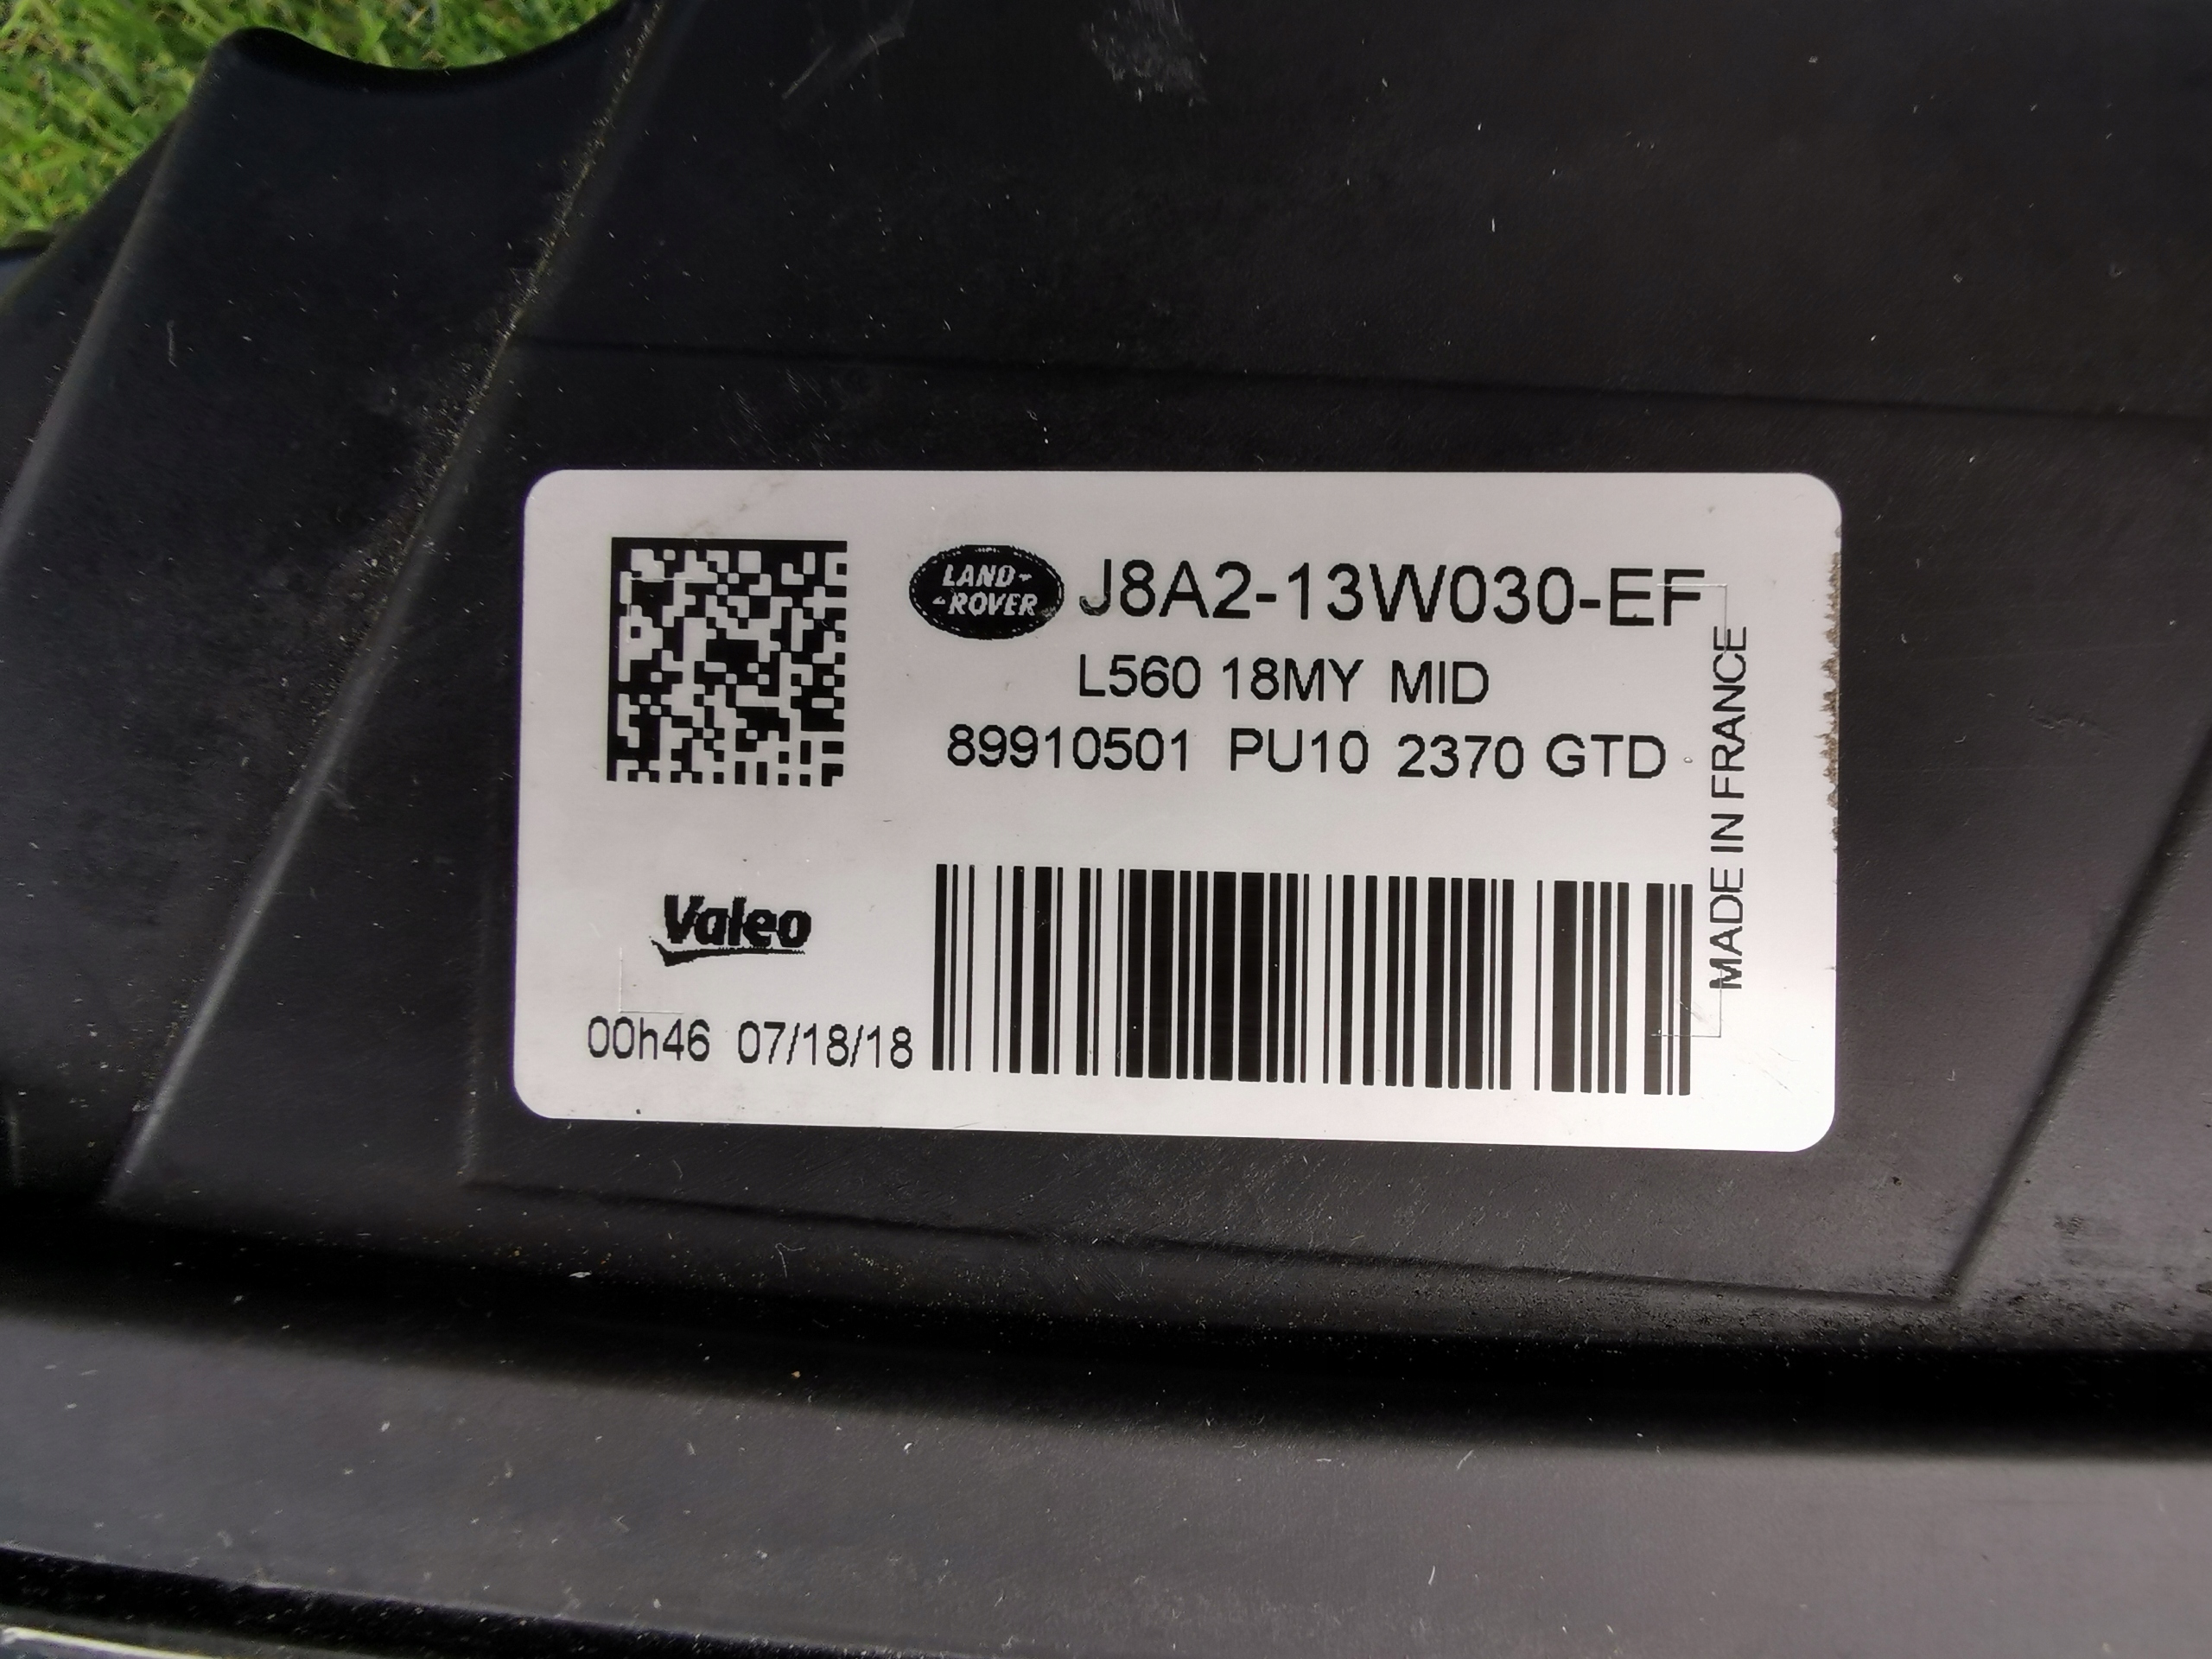 LAND-
-ROVER
J8A2-13W030-EF
L560 18MY MID
89910501 PU10 2370 GTD
MADE IN FRANCE
Valeo
00h46 07/18/18